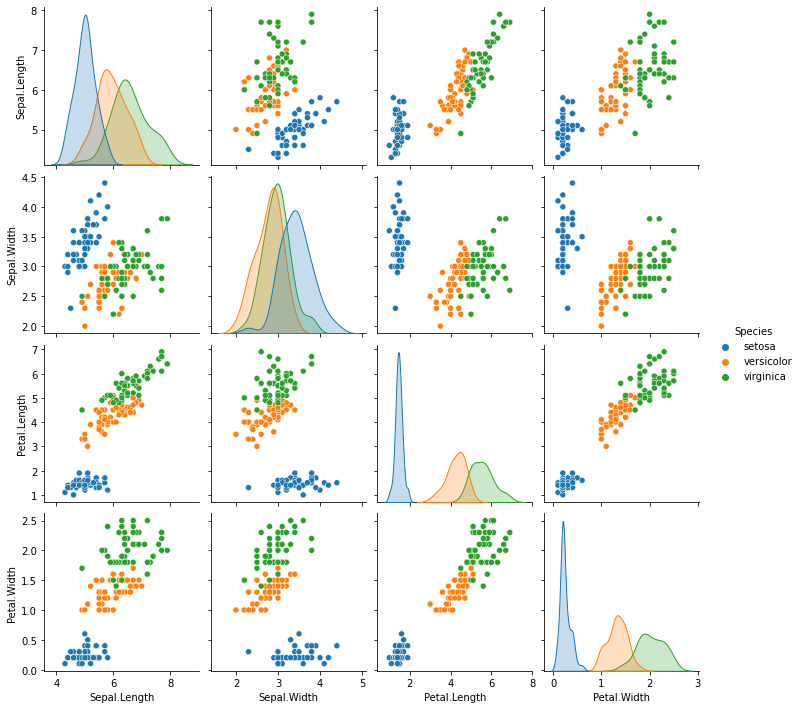 8
7
6
5
Sepal.Length
4.5
4.0
3.5
3.0
2.5
2.0
Sepal.Width
7
6
5
4
3
2
1
Petal.Length
2.5
2.0
1.5
1.0
0.5
0.0
Petal.Width
4 6 8
Sepal.Length
2 3 4 5
Sepal.Width
2 4 6 8
Petal.Length
0 1 2 3
Petal.Width
Species
setosa
versicolor
virginica